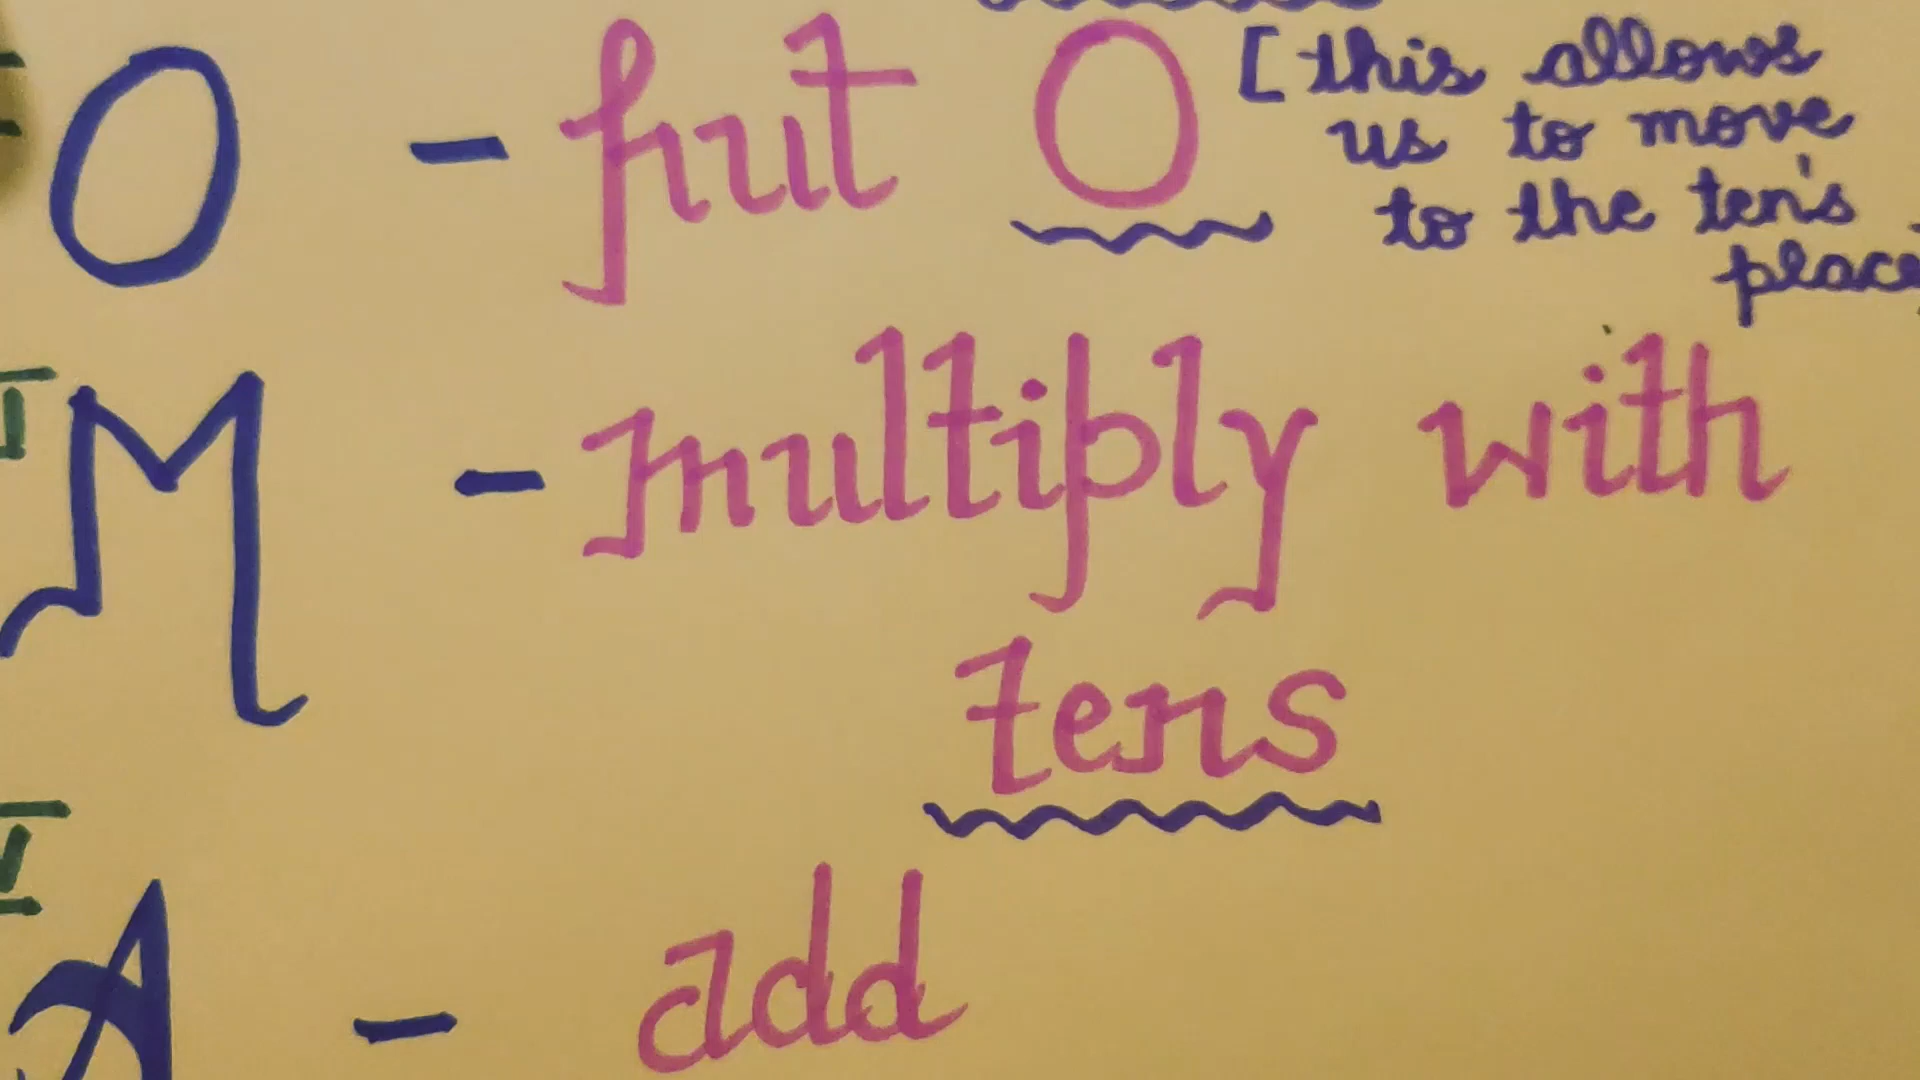 O - put O [this allows
us to move
to the ten's
place
M - multiply with
tens
A - add